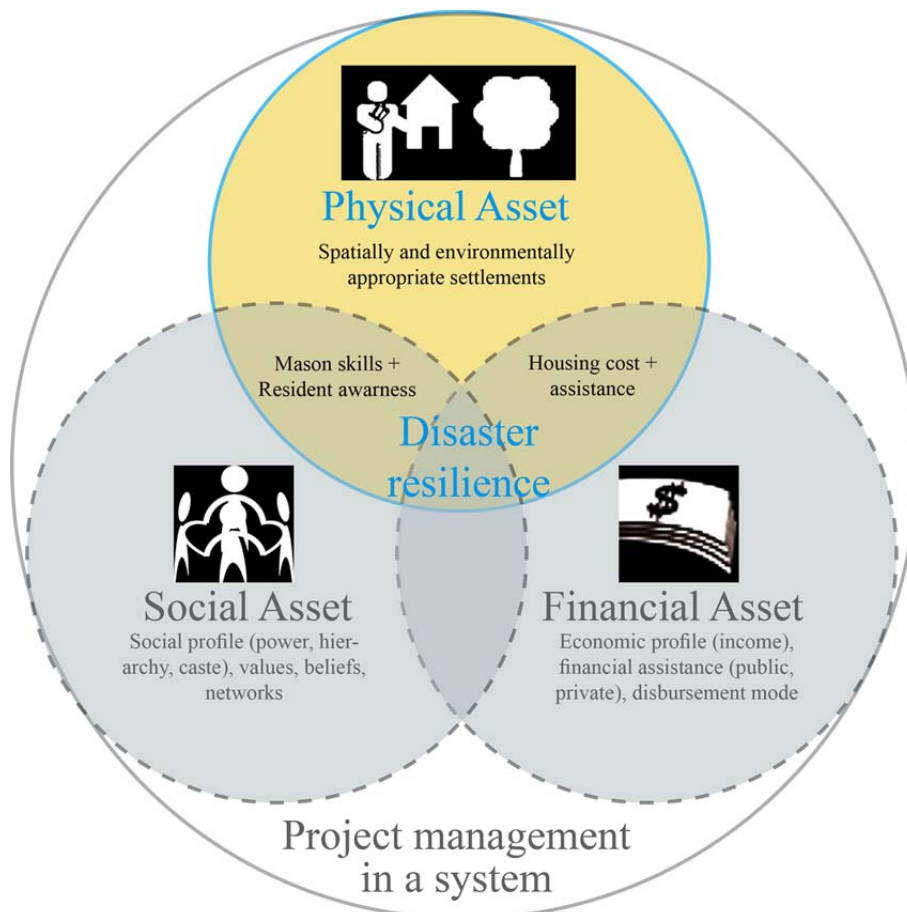 $
Physical Asset
Spatially and environmentally
appropriate settlements
Mason skills +
Resident awarness
Housing cost +
assistance
Disaster
resilience
Social Asset
Social profile (power, hier-
archy, caste), values, beliefs,
networks
Financial Asset
Economic profile (income),
financial assistance (public,
private), disbursement mode
Project management
in a system